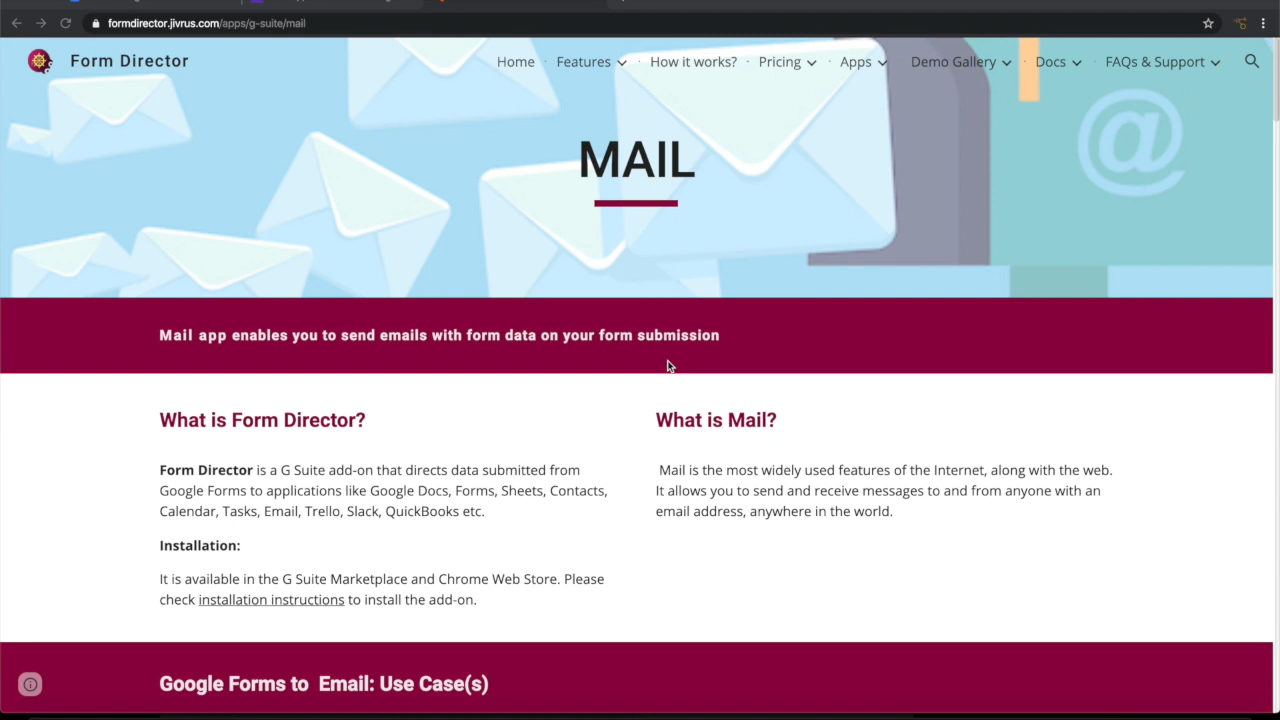 formdirector.jivrus.com/apps/g-suite/mail
Form Director
Home · Features · How it works? · Pricing · Apps · Demo Gallery · Docs · FAQs & Support
MAIL
@
Mail app enables you to send emails with form data on your form submission
What is Form Director?
Form Director is a G Suite add-on that directs data submitted from
Google Forms to applications like Google Docs, Forms, Sheets, Contacts,
Calendar, Tasks, Email, Trello, Slack, QuickBooks etc.
Installation:
It is available in the G Suite Marketplace and Chrome Web Store. Please
check installation instructions to install the add-on.
What is Mail?
Mail is the most widely used features of the Internet, along with the web.
It allows you to send and receive messages to and from anyone with an
email address, anywhere in the world.
Google Forms to Email: Use Case(s)